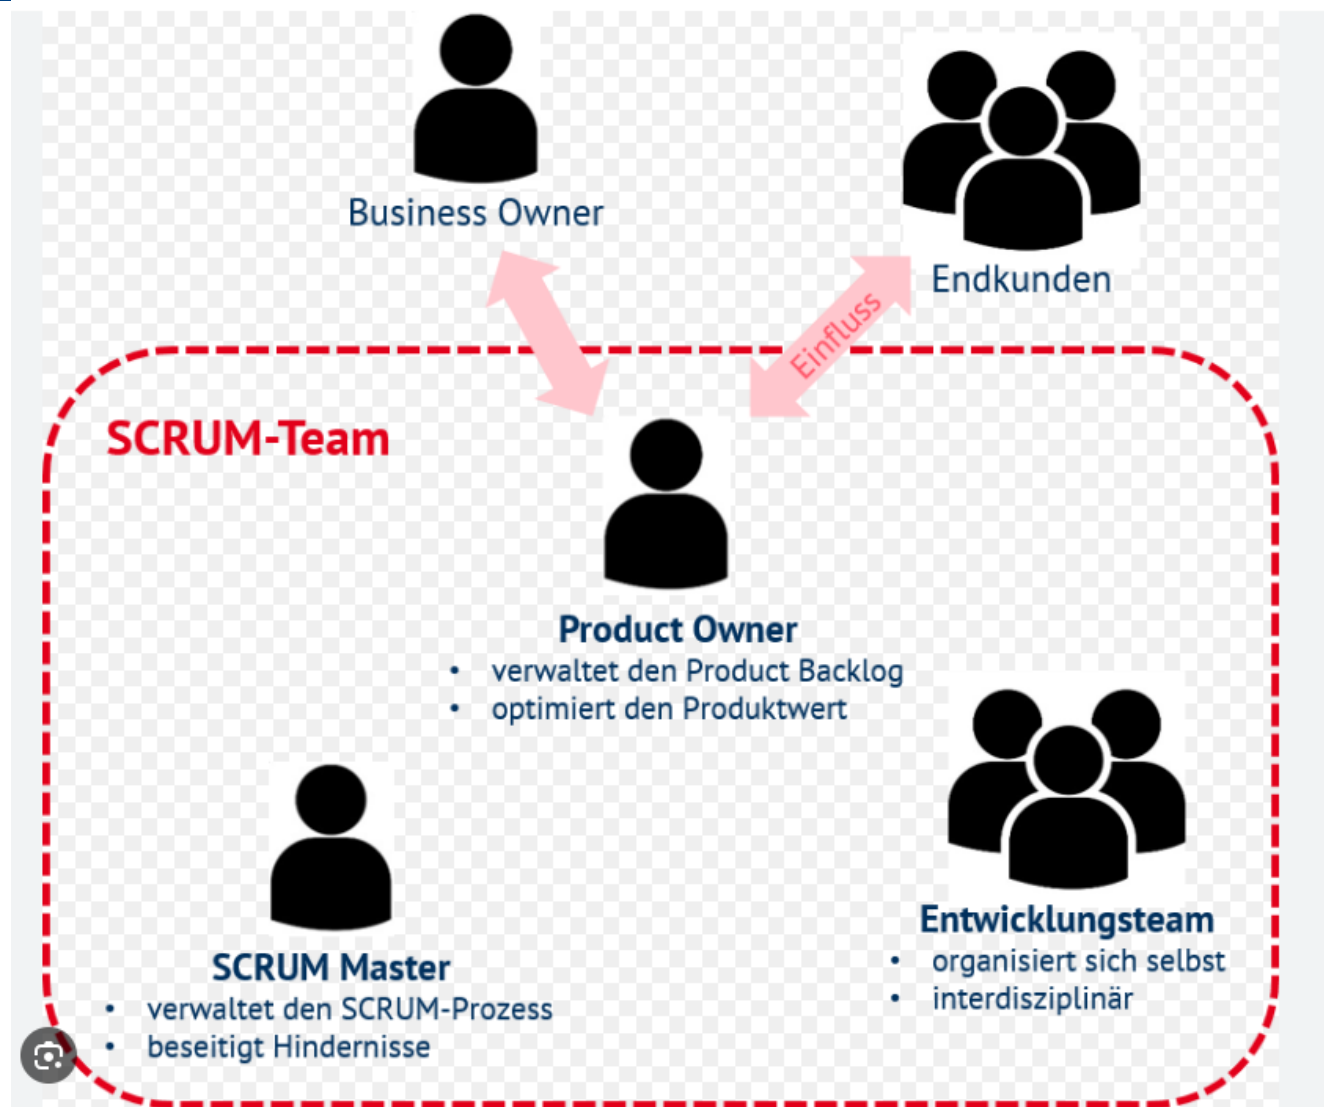 Business Owner
Endkunden
Einfluss
SCRUM-Team
Product Owner
• verwaltet den Product Backlog
• optimiert den Produktwert
SCRUM Master
• verwaltet den SCRUM-Prozess
• beseitigt Hindernisse
Entwicklungsteam
• organisiert sich selbst
• interdisziplinär